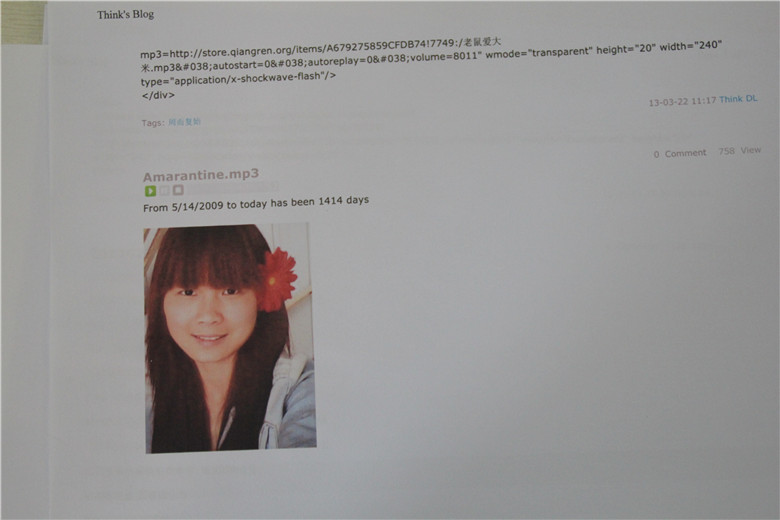 Think's Blog
mp3=http://store.qiangren.org/items/A679275859CFDB74!7749:/老鼠爱大
米.mp3&#038;autostart=0&#038;autoreplay=0&#038;volume=8011" wmode="transparent" height="20" width="240"
type="application/x-shockwave-flash"/>
</div>
13-03-22 11:17 Think DL
Tags:
0 Comment 758 View
Amarantine.mp3
From 5/14/2009 to today has been 1414 days